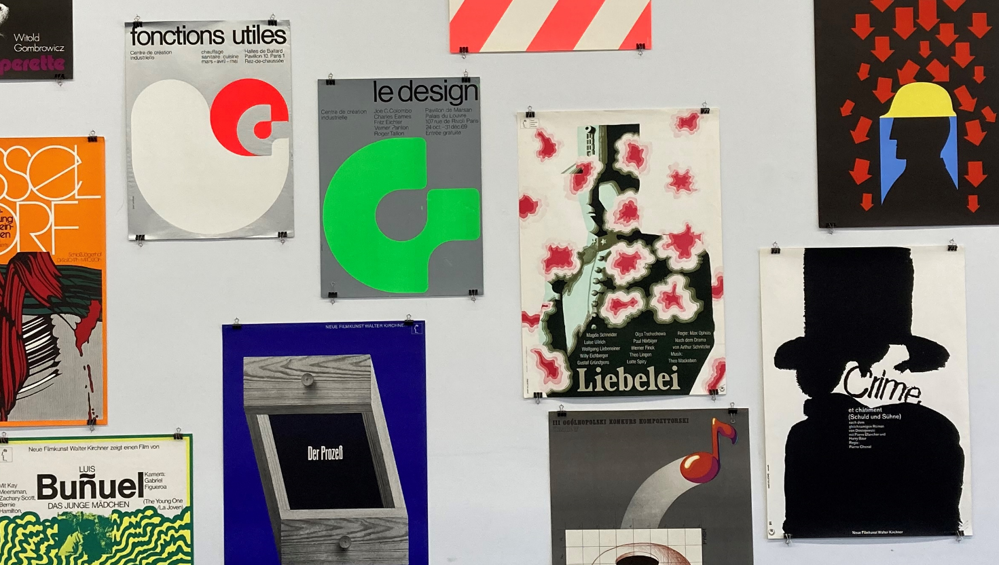 Witold
Gombrowicz
perette
fonctions utiles
Centre de création
industrielle
chauffage
sanitaire cuisine
mars-avril-mai
Halles de Baltard
Pavillon 10. Paris 1
Rez-de-chaussée
le design
Centre de création
industrielle
Joe C. Colombo
Charles Eames
Fritz Eichler
Verner Panton
Roger Tallon
Pavillon de Marsan
Palais du Louvre
107 rue de Rivoli Paris
24 oct.-31 déc. 69
Entrée gratuite
SSEL
ORF
ung
ein-
en
Magda Schneider
Luise Ullrich
Wolfgang Liebeneiner
Willy Eichberger
Gustaf Gründgens
Olga Tschechowa
Paul Hörbiger
Werner Finck
Theo Lingen
Lotte Spiry
Regie: Max Ophüls
Nach dem Drama
von Arthur Schnitzler
Musik:
Theo Mackeben
Liebelei
NEUE FILMKUNST WALTER KIRCHNER
Der Prozeß
Crime
et châtiment
(Schuld und Sühne)
nach dem
gleichnamigen Roman
von Dostojewski
mit Pierre Blancher und
Harry Baur
Regie:
Pierre Chenal
Neue Filmkunst Walter Kirchner
III OGÓLNOPOLSKI KONKURS KOMPOZYTORSKI
Neue Filmkunst Walter Kirchner zeigt einen Film von
LUIS
Buñuel
DAS JUNGE MÄDCHEN
Mit Kay
Meersman,
Zachary Scott,
Bernie
Hamilton,
Kamera:
Gabriel
Figueroa
(The Young One
/La Joven)